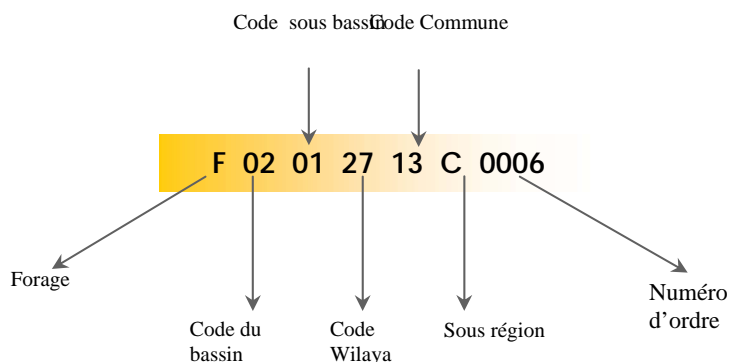 Code sous bassin
Code Commune
F 02 01 27 13 C 0006
Forage
Code du
bassin
Code
Wilaya
Sous région
Numéro
d'ordre